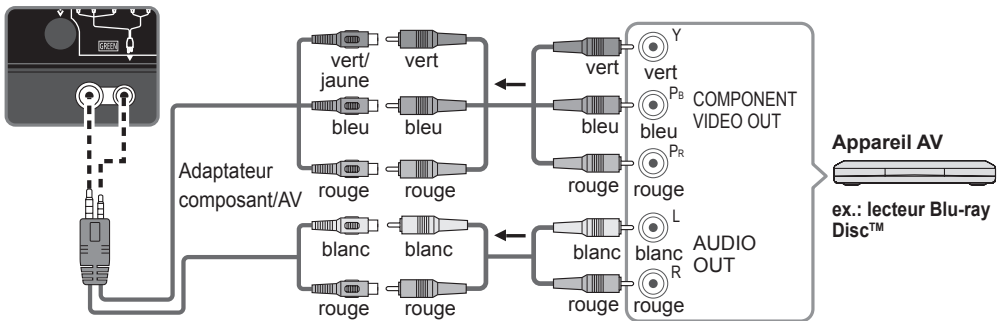 GREEN
Adaptateur
composant/AV
vert/
jaune
vert
bleu
bleu
rouge
rouge
blanc
blanc
rouge
rouge
vert
bleu
rouge
blanc
rouge
Y
vert
PB
bleu
PR
rouge
COMPONENT
VIDEO OUT
L
blanc
R
rouge
AUDIO
OUT
Appareil AV
ex.: lecteur Blu-ray
Disc™